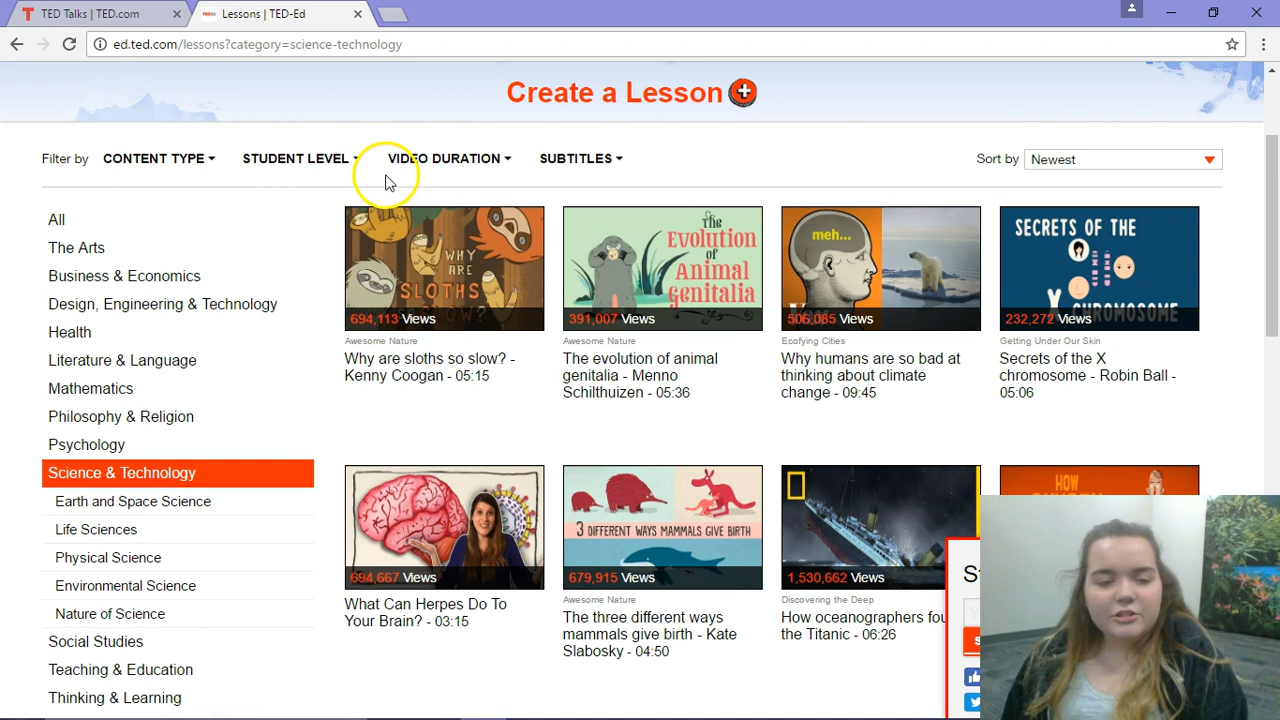 TED Talks | TED.com
Lessons | TED-Ed
ed.ted.com/lessons?category=science-technology
Create a Lesson
Filter by CONTENT TYPE STUDENT LEVEL VIDEO DURATION SUBTITLES Sort by Newest
All
The Arts
Business & Economics
Design, Engineering & Technology
Health
Literature & Language
Mathematics
Philosophy & Religion
Psychology
Science & Technology
Earth and Space Science
Life Sciences
Physical Science
Environmental Science
Nature of Science
Social Studies
Teaching & Education
Thinking & Learning
WHY
ARE
SLOTHS
694,113 Views
Awesome Nature
Why are sloths so slow? -
Kenny Coogan - 05:15
The
Evolution
of
Animal
Genitalia
391,007 Views
Awesome Nature
The evolution of animal
genitalia - Menno
Schilthuizen - 05:36
meh...
506,085 Views
Ecofying Cities
Why humans are so bad at
thinking about climate
change - 09:45
SECRETS OF THE
X CHROMOSOME
232,272 Views
Getting Under Our Skin
Secrets of the X
chromosome - Robin Ball -
05:06
694,667 Views
What Can Herpes Do To
Your Brain? - 03:15
3 DIFFERENT WAYS MAMMALS GIVE BIRTH
679,915 Views
Awesome Nature
The three different ways
mammals give birth - Kate
Slabosky - 04:50
1,530,662 Views
Discovering the Deep
How oceanographers fou
the Titanic - 06:26
HOW